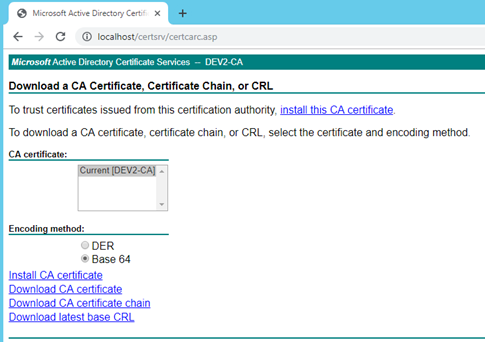 Microsoft Active Directory Certific
localhost/certsrv/certcarc.asp
Microsoft Active Directory Certificate Services -- DEV2-CA
Download a CA Certificate, Certificate Chain, or CRL
To trust certificates issued from this certification authority, install this CA certificate.
To download a CA certificate, certificate chain, or CRL, select the certificate and encoding method.
CA certificate:
Current [DEV2-CA]
Encoding method:
DER
Base 64
Install CA certificate
Download CA certificate
Download CA certificate chain
Download latest base CRL